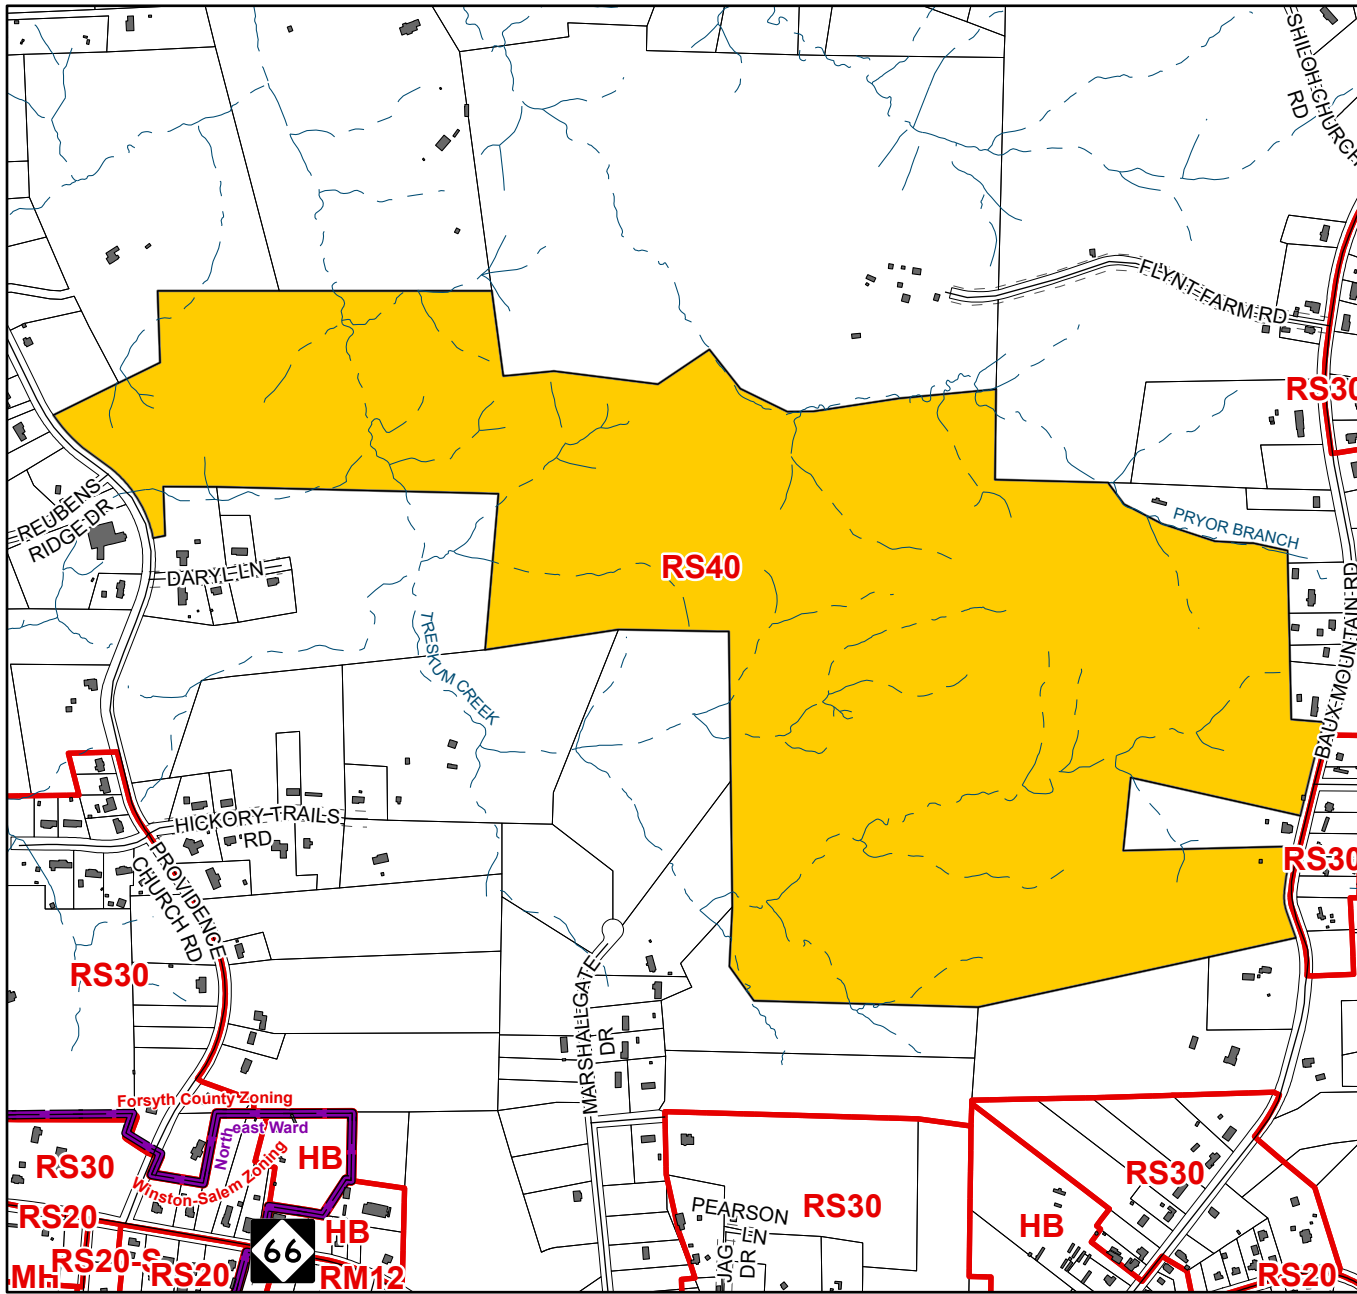 SHILOH CHURCH
RD
FLYNT FARM RD
RS30
REUBENS
RIDGE DR
PRYOR BRANCH
RS40
DARYL LN
TRESKUM CREEK
BAUX MOUNTAIN RD
HICKORY TRAILS
RD
PROVIDENCE
CHURCH RD
RS30
RS30
MARSHALLGATE
DR
Forsyth County Zoning
Northeast Ward
Winston-Salem Zoning
RS30
HB
RS30
RS30
PEARSON
LN
JAG
DR
HB
HB
RS20
RS20-S
RS20
MH
66
RM12
RS20